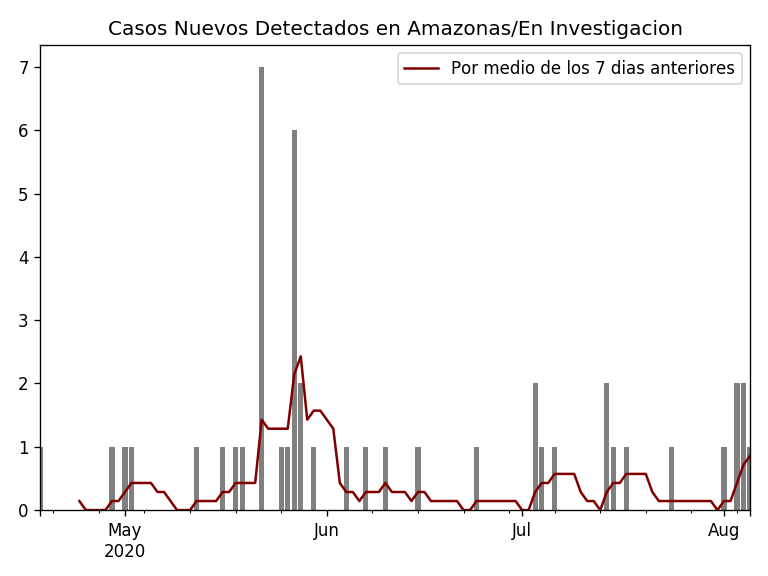 Casos Nuevos Detectados en Amazonas/En Investigacion
Por medio de los 7 dias anteriores
7
6
5
4
3
2
1
0
May
2020
Jun
Jul
Aug